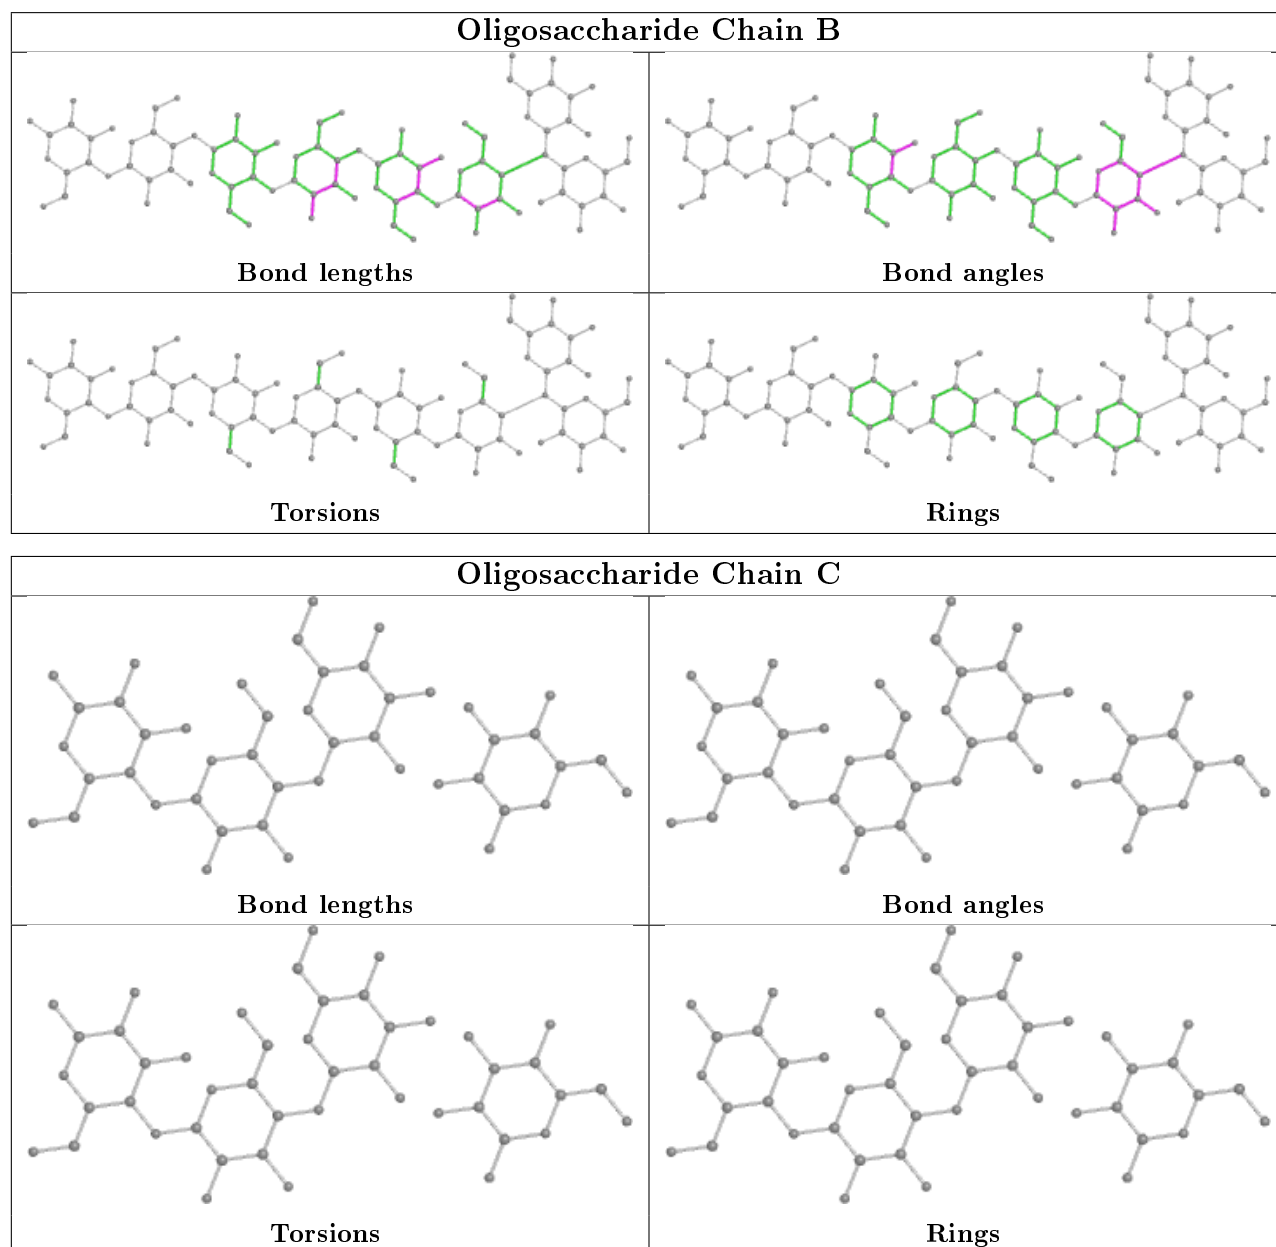 Oligosaccharide Chain B
Bond lengths
Bond angles
Torsions
Rings
Oligosaccharide Chain C
Bond lengths
Bond angles
Torsions
Rings